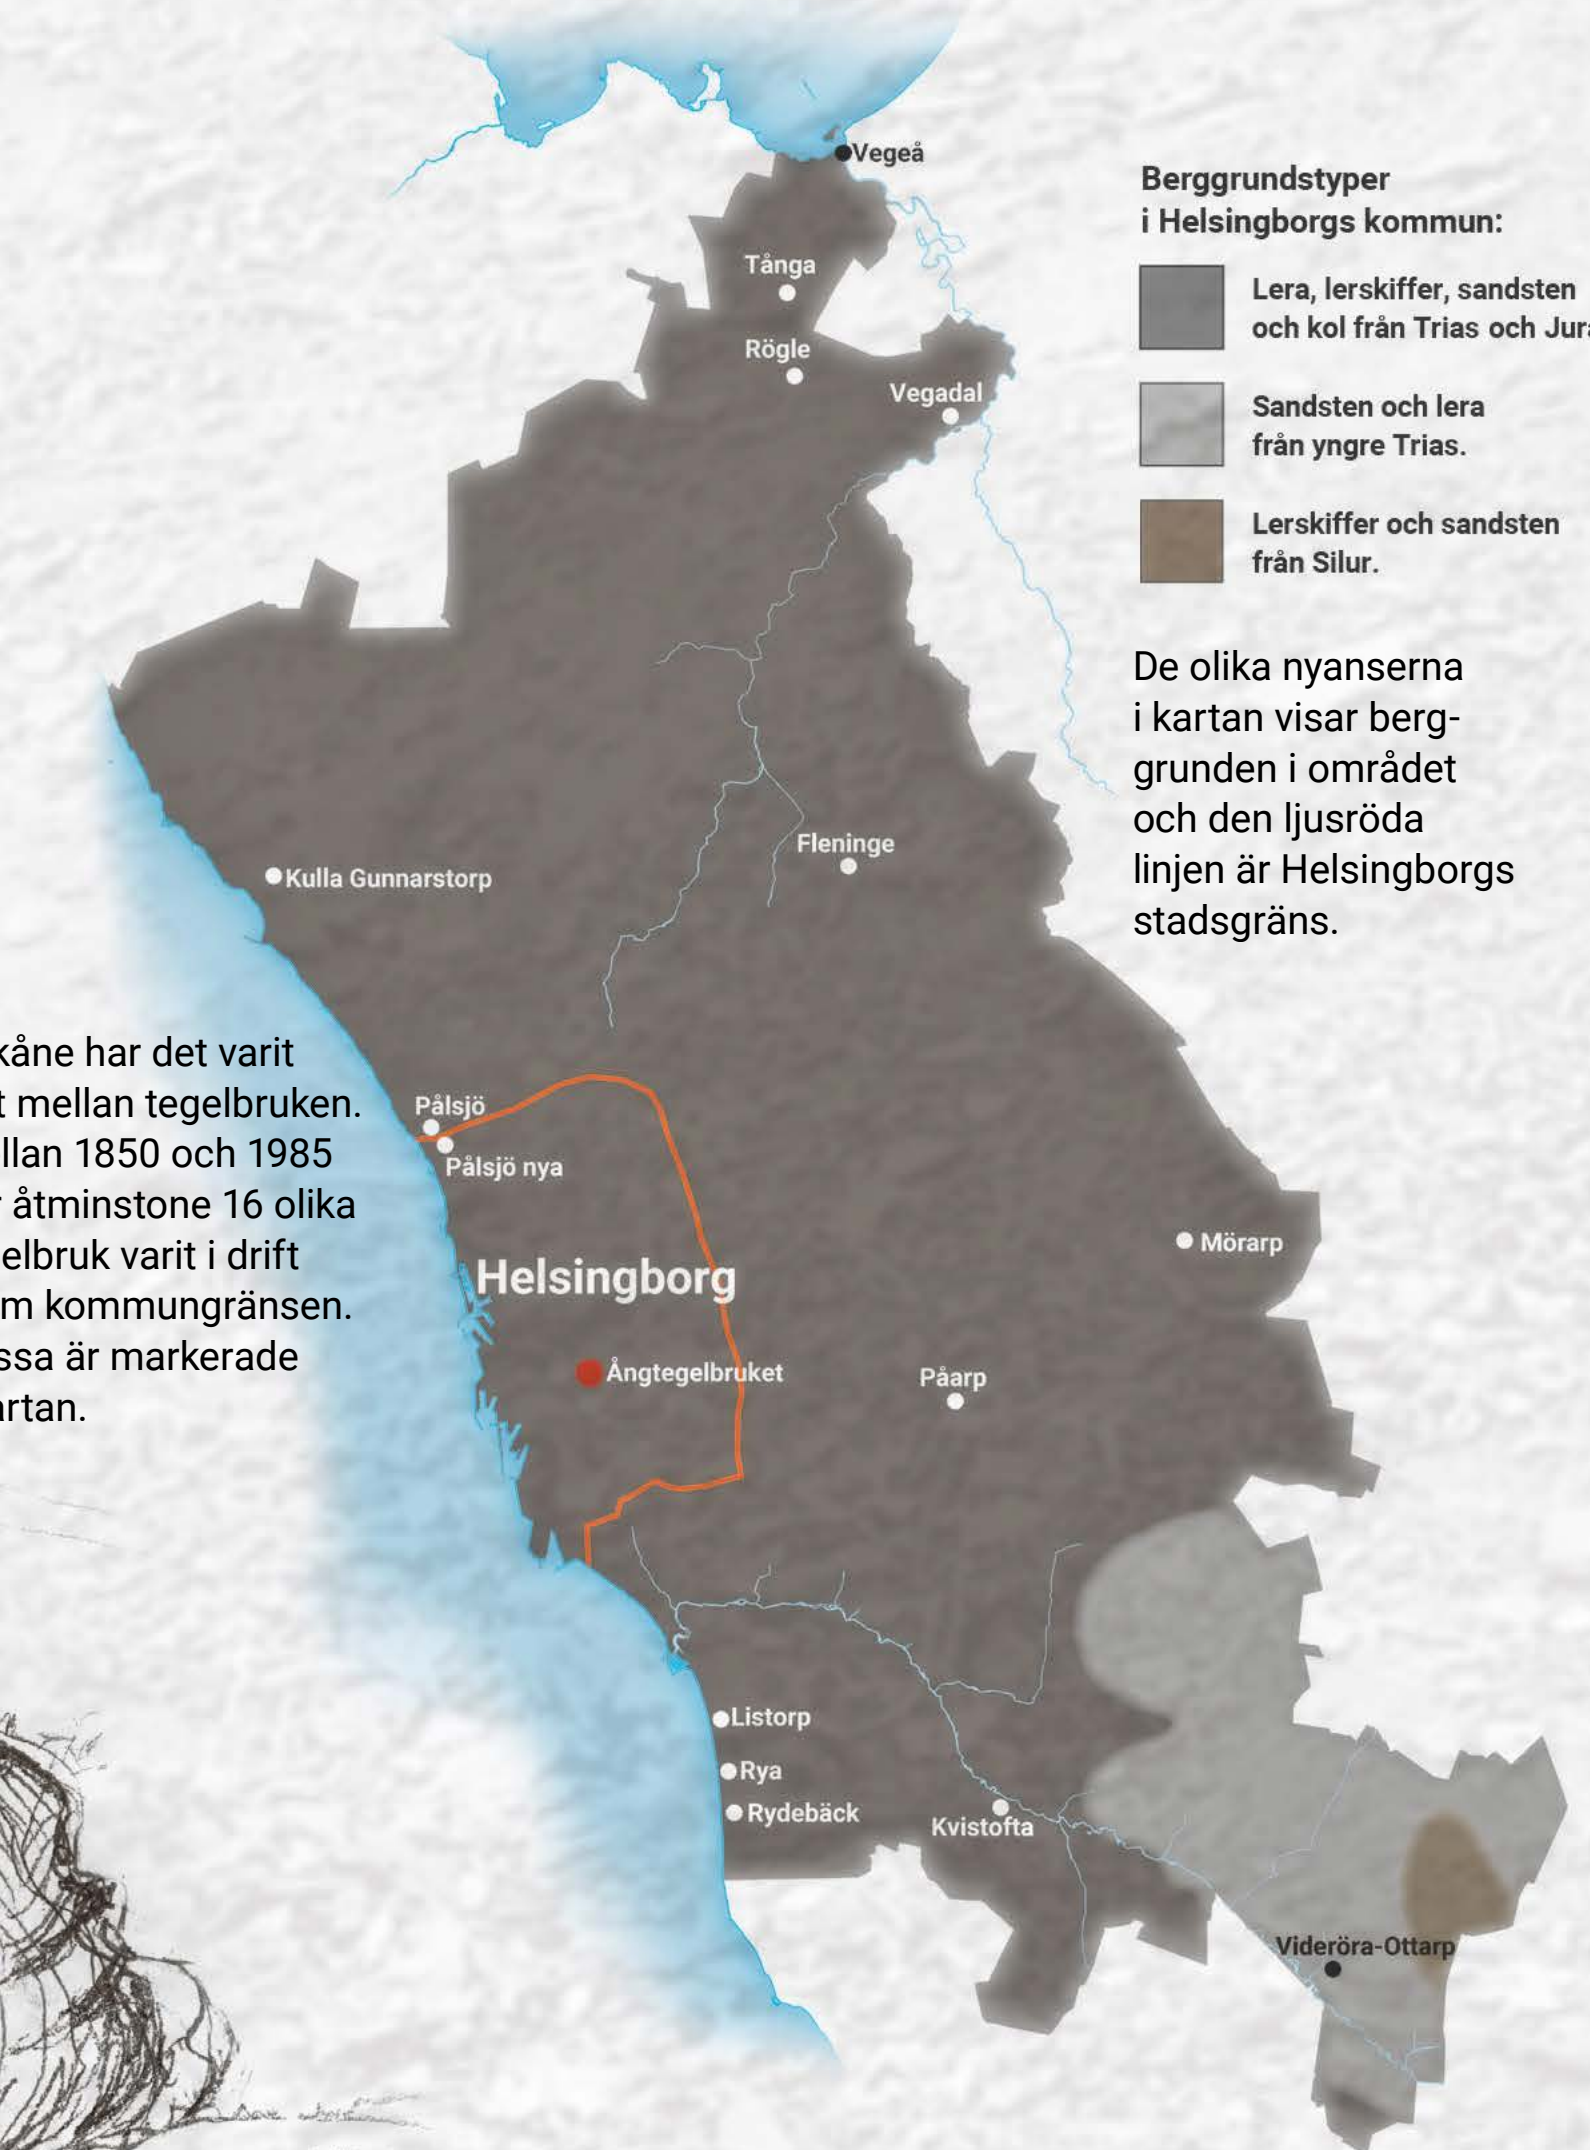 Vegeå
Tånga
Rögle
Vegadal
Berggrundstyper
i Helsingborgs kommun:
Lera, lerskiffer, sandsten
och kol från Trias och Jura
Sandsten och lera
från yngre Trias.
Lerskiffer och sandsten
från Silur.
De olika nyanserna
i kartan visar berg-
grunden i området
och den ljusröda
linjen är Helsingborgs
stadsgräns.
Fleninge
Kulla Gunnarstorp
kåne har det varit
t mellan tegelbruken.
llan 1850 och 1985
r åtminstone 16 olika
elbruk varit i drift
m kommungränsen.
ssa är markerade
artan.
Pålsjö
Pålsjö nya
Helsingborg
Ångtegelbruket
Mörarp
Påarp
Listorp
Rya
Rydebäck
Kvistofta
Videröra-Ottarp